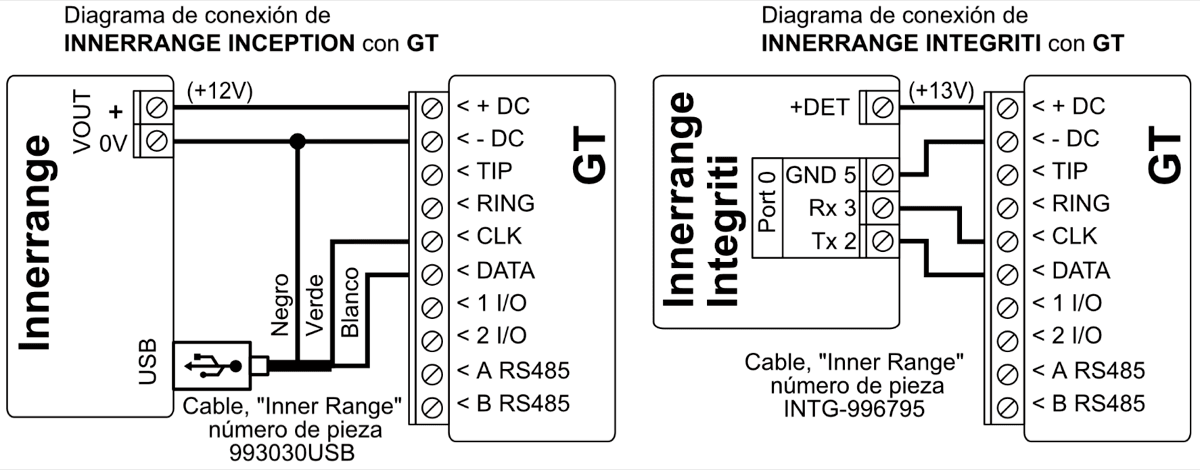 Diagrama de conexión de
INNERRANGE INCEPTION con GT
Innerrange
VOUT
+
0V
(+12V)
USB
Negro
Verde
Blanco
Cable, "Inner Range"
número de pieza
993030USB
< + DC
< - DC
< TIP
< RING
< CLK
< DATA
< 1 I/O
< 2 I/O
< A RS485
< B RS485
GT
Diagrama de conexión de
INNERRANGE INTEGRITI con GT
Innerrange
Integriti
+DET
(+13V)
Port 0
GND 5
Rx 3
Tx 2
Cable, "Inner Range"
número de pieza
INTG-996795
< + DC
< - DC
< TIP
< RING
< CLK
< DATA
< 1 I/O
< 2 I/O
< A RS485
< B RS485
GT